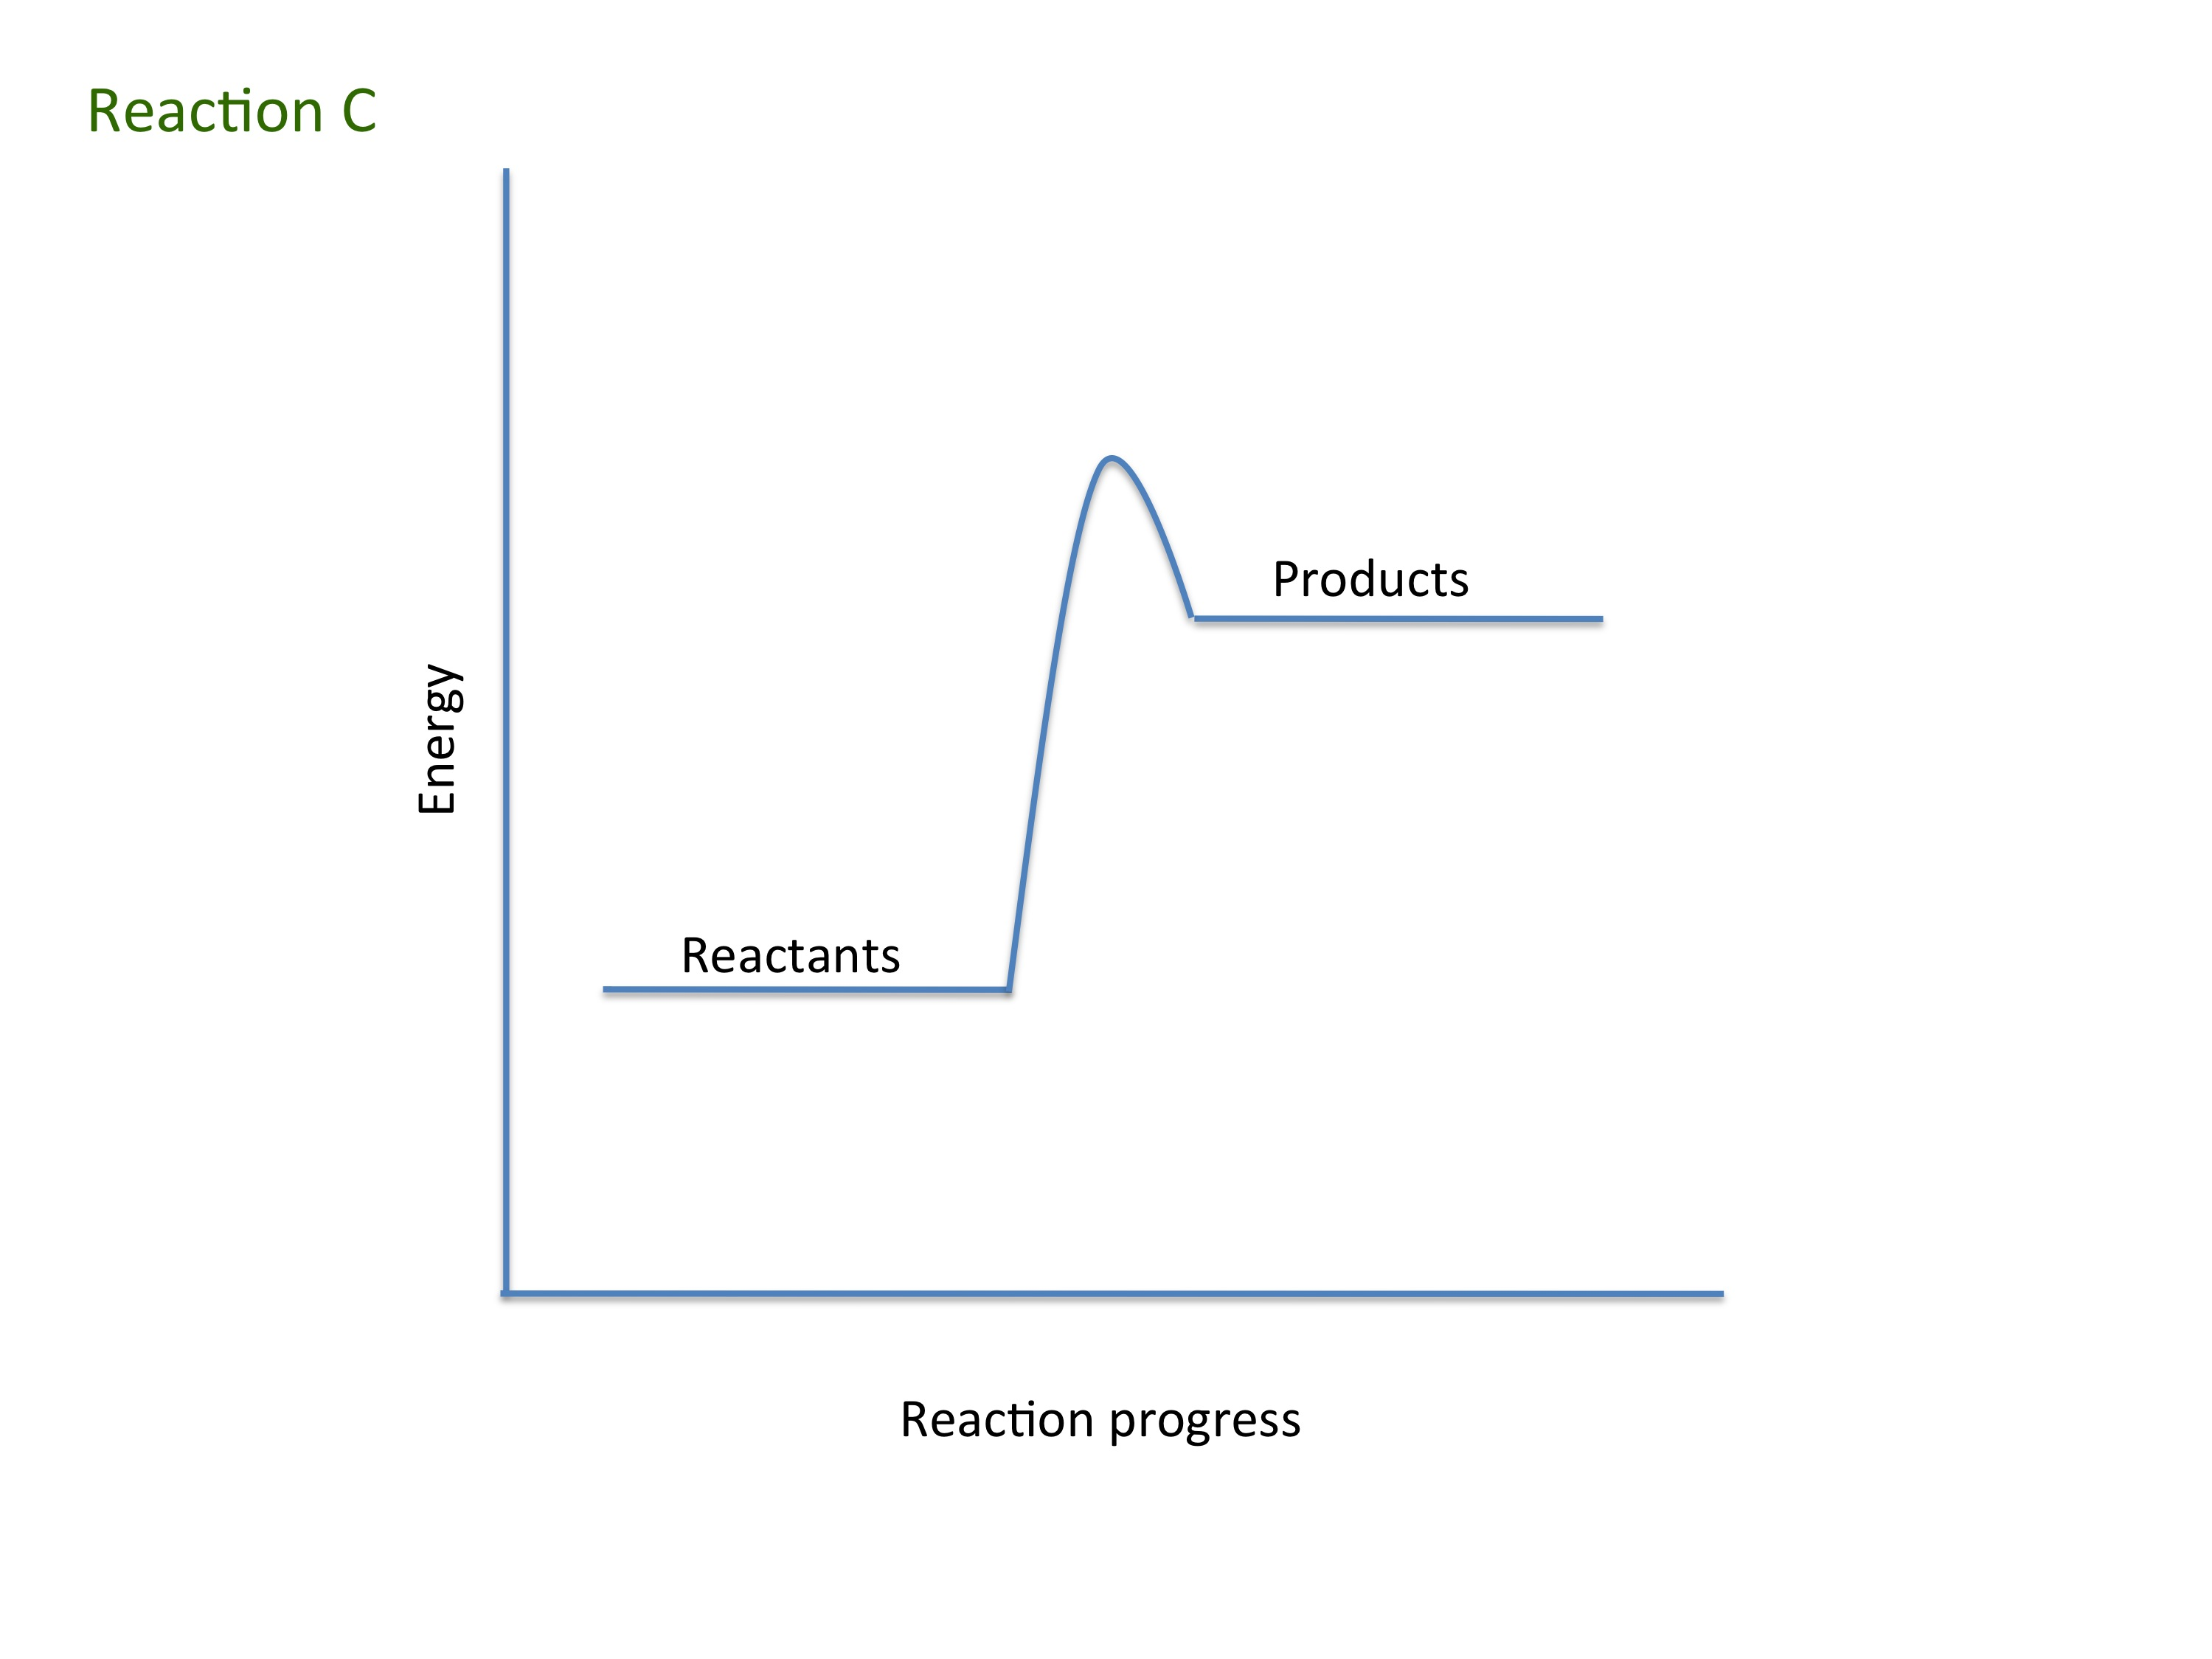 Reaction C
Products
Energy
Reactants
Reaction progress